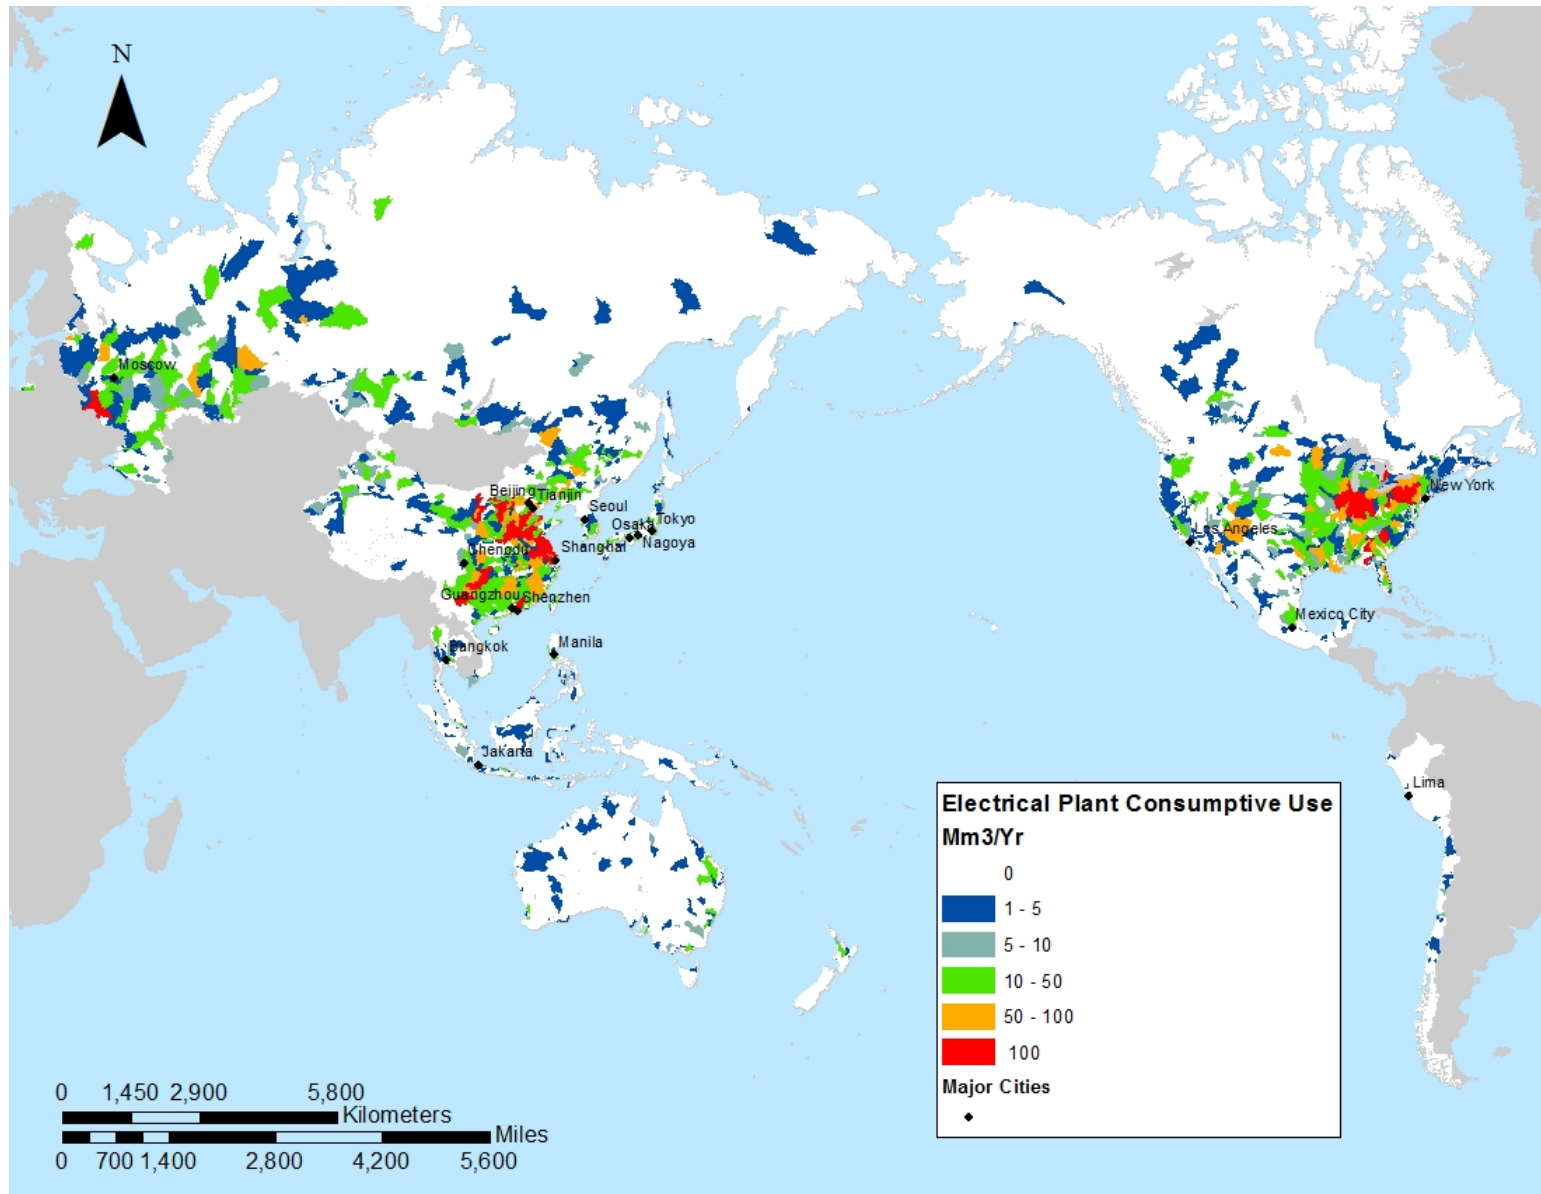 N
Moscow
Beijing
Tianjin
New York
Seoul
Osaka
Tokyo
Los Angeles
Chengdu
Shanghai
Nagoya
Guangzhou
Shenzhen
Mexico City
Bangkok
Manila
Jakarta
Lima
Electrical Plant Consumptive Use
Mm3/Yr
0
1 - 5
5 - 10
10 - 50
50 - 100
100
Major Cities
0 1,450 2,900 5,800
Kilometers
Miles
0 700 1,400 2,800 4,200 5,600